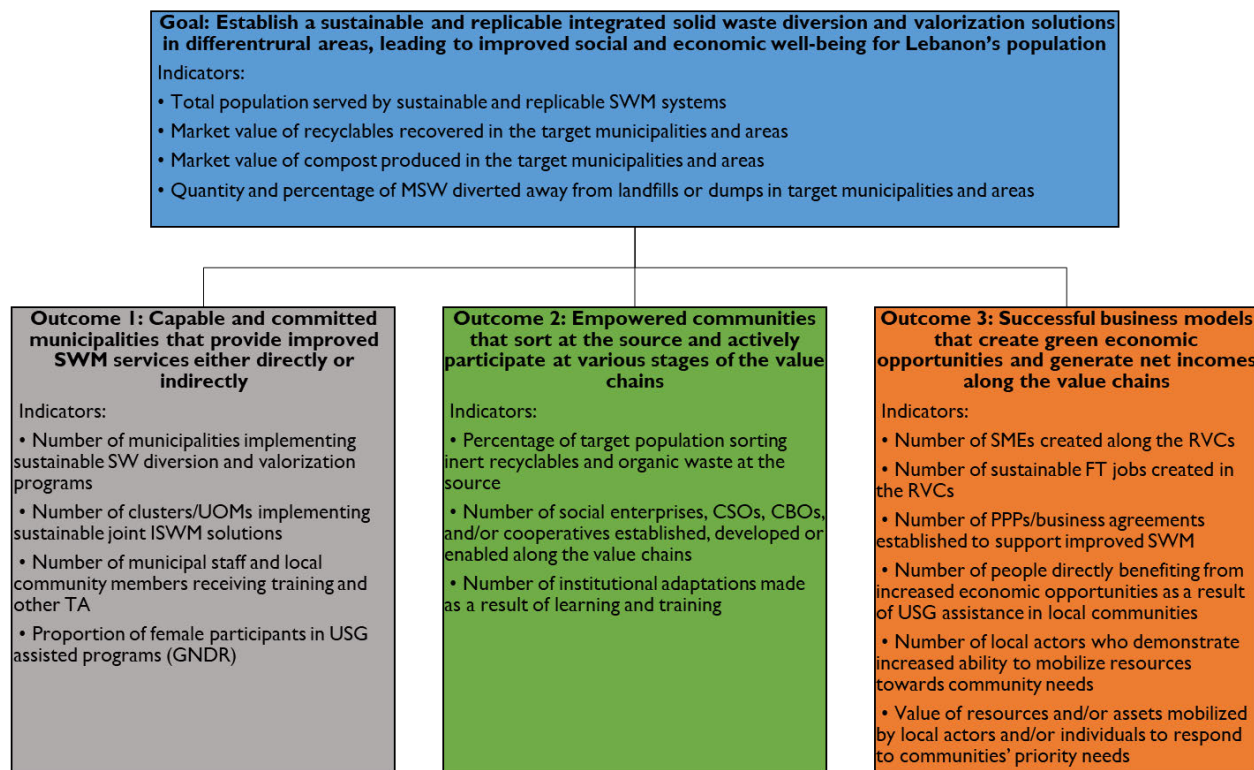 Goal: Establish a sustainable and replicable integrated solid waste diversion and valorization solutions
in differentrural areas, leading to improved social and economic well-being for Lebanon's population
Indicators:
• Total population served by sustainable and replicable SWM systems
• Market value of recyclables recovered in the target municipalities and areas
• Market value of compost produced in the target municipalities and areas
• Quantity and percentage of MSW diverted away from landfills or dumps in target municipalities and areas
Outcome 1: Capable and committed
municipalities that provide improved
SWM services either directly or
indirectly
Indicators:
• Number of municipalities implementing
sustainable SW diversion and valorization
programs
• Number of clusters/UOMs implementing
sustainable joint ISWM solutions
• Number of municipal staff and local
community members receiving training and
other TA
• Proportion of female participants in USG
assisted programs (GNDR)
Outcome 2: Empowered communities
that sort at the source and actively
participate at various stages of the value
chains
Indicators:
• Percentage of target population sorting
inert recyclables and organic waste at the
source
• Number of social enterprises, CSOs, CBOs,
and/or cooperatives established, developed or
enabled along the value chains
• Number of institutional adaptations made
as a result of learning and training
Outcome 3: Successful business models
that create green economic
opportunities and generate net incomes
along the value chains
Indicators:
• Number of SMEs created along the RVCs
• Number of sustainable FT jobs created in
the RVCs
• Number of PPPs/business agreements
established to support improved SWM
• Number of people directly benefiting from
increased economic opportunities as a result
of USG assistance in local communities
• Number of local actors who demonstrate
increased ability to mobilize resources
towards community needs
• Value of resources and/or assets mobilized
by local actors and/or individuals to respond
to communities' priority needs